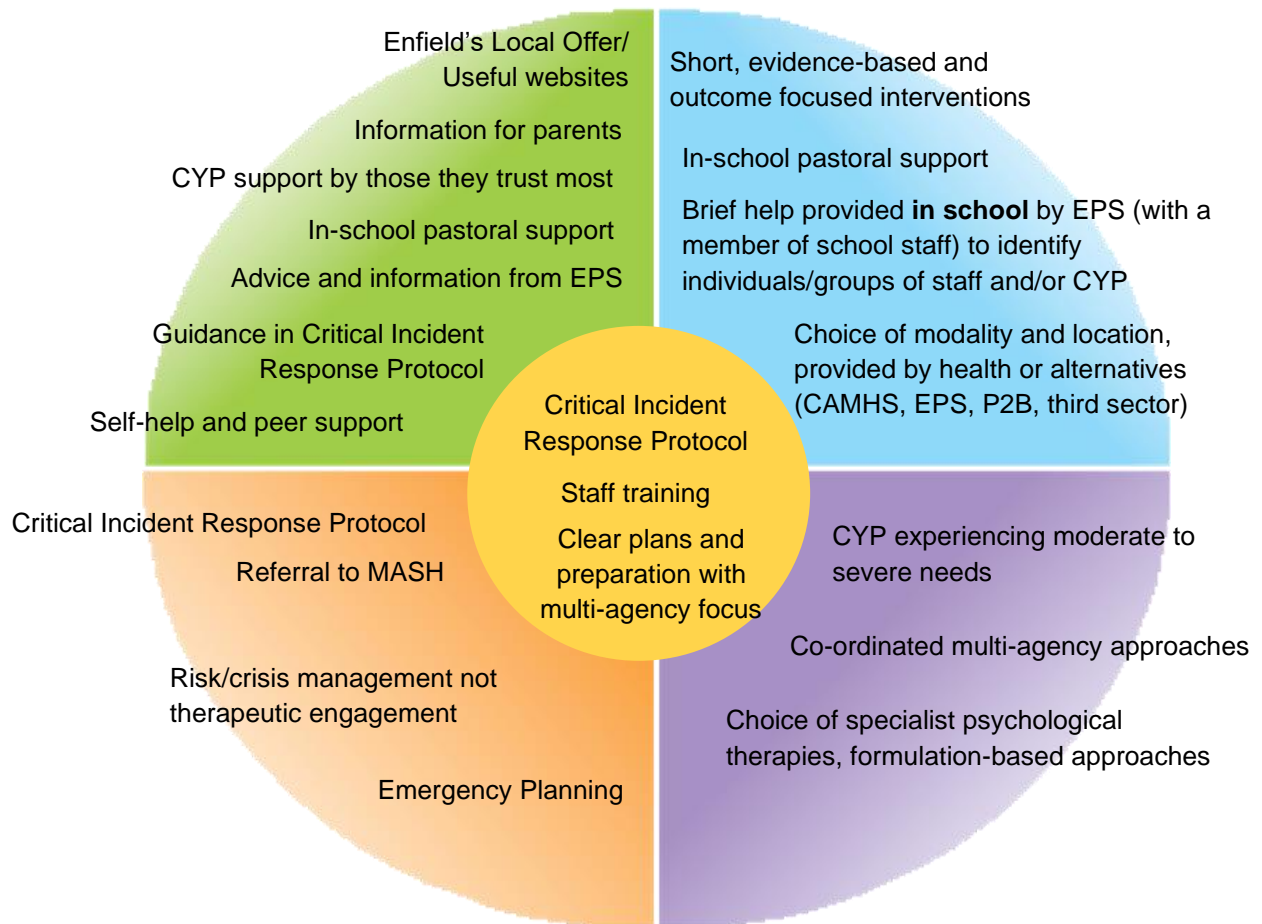 Enfield’s Local Offer/
Useful websites
Information for parents
CYP support by those they trust most
In-school pastoral support
Advice and information from EPS
Guidance in Critical Incident
Response Protocol
Self-help and peer support
Short, evidence-based and
outcome focused interventions
In-school pastoral support
Brief help provided in school by EPS (with a
member of school staff) to identify
individuals/groups of staff and/or CYP
Choice of modality and location,
provided by health or alternatives
(CAMHS, EPS, P2B, third sector)
Critical Incident
Response Protocol
Staff training
Clear plans and
preparation with
multi-agency focus
Critical Incident Response Protocol
Referral to MASH
Risk/crisis management not
therapeutic engagement
Emergency Planning
CYP experiencing moderate to
severe needs
Co-ordinated multi-agency approaches
Choice of specialist psychological
therapies, formulation-based approaches